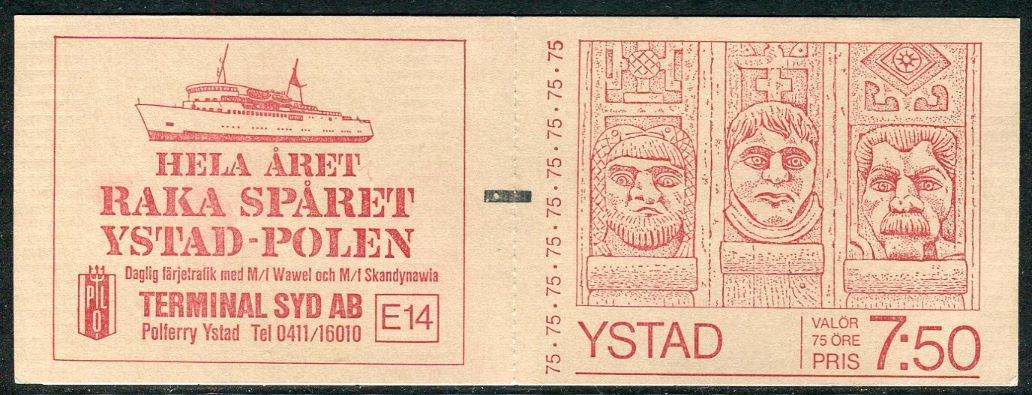 HELA ÅRET
RAKA SPÅRET
YSTAD-POLEN
Daglig färjetrafik med M/f Wawel och M/f Skandynawia
TERMINAL SYD AB
Polferry Ystad Tel 0411/16010
E14
PLO
75 · 75 · 75 · 75 · 75 · 75 · 75 · 75 · 75 · 75
YSTAD
VALÖR
75 ÖRE
PRIS 7:50